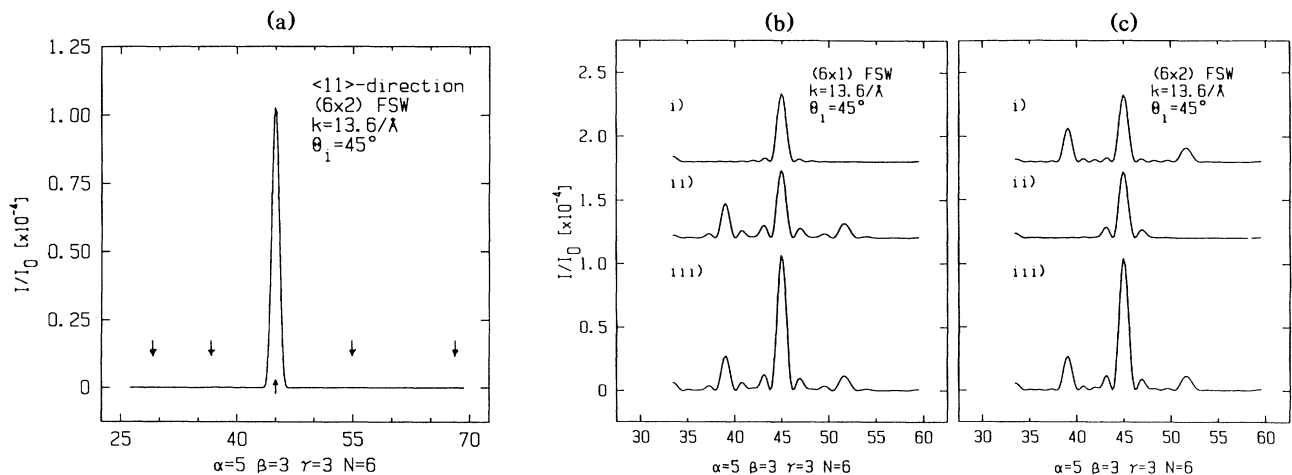 (a)
1.25
1.00
0.75
0.50
0.25
0
I/I₀ [x10⁻⁴]
<11>-direction
(6x2) FSW
k=13.6/Å
θᵢ=45°
25 40 55 70
α=5 β=3 γ=3 N=6
(b)
2.5
2.0
1.5
1.0
0.5
0
I/I₀ [x10⁻⁴]
(6x1) FSW
k=13.6/Å
θᵢ=45°
i)
ii)
iii)
30 35 40 45 50 55 60
α=5 β=3 γ=3 N=6
(c)
(6x2) FSW
k=13.6/Å
θᵢ=45°
i)
ii)
iii)
30 35 40 45 50 55 60
α=5 β=3 γ=3 N=6